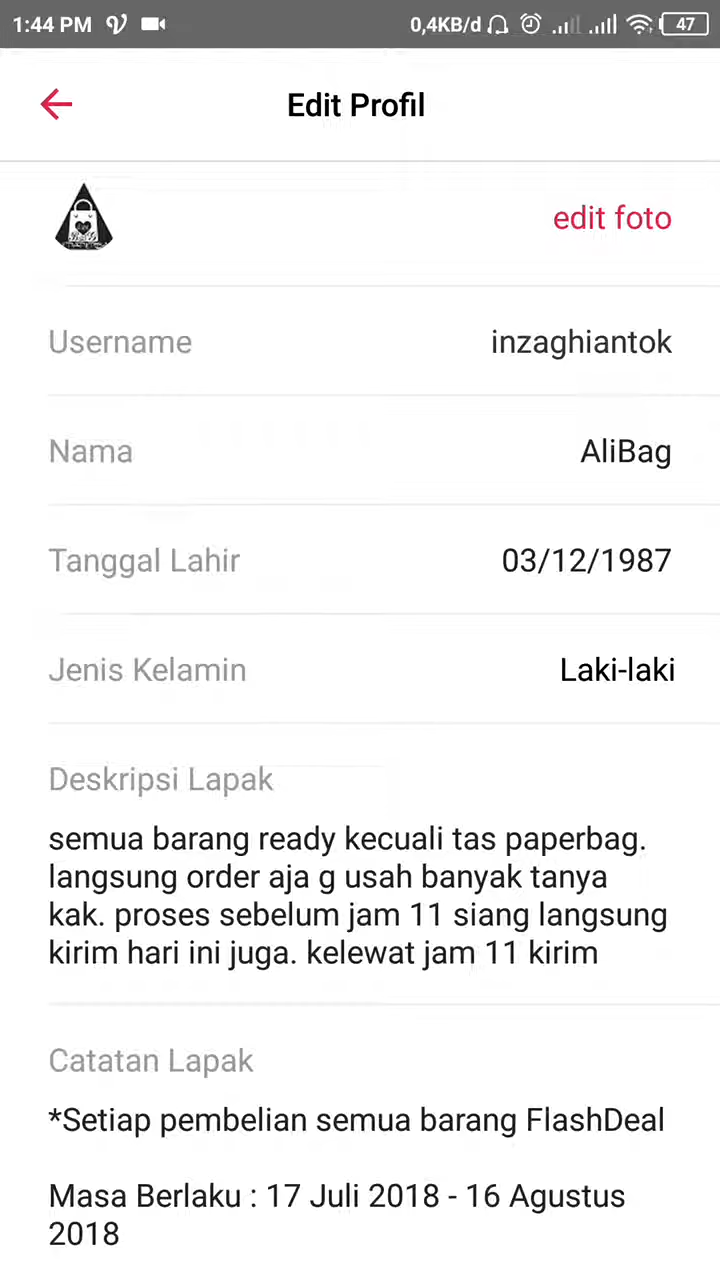 1:44 PM
0,4KB/d
47
Edit Profil
edit foto
Username
inzaghiantok
Nama
AliBag
Tanggal Lahir
03/12/1987
Jenis Kelamin
Laki-laki
Deskripsi Lapak
semua barang ready kecuali tas paperbag.
langsung order aja g usah banyak tanya
kak. proses sebelum jam 11 siang langsung
kirim hari ini juga. kelewat jam 11 kirim
Catatan Lapak
*Setiap pembelian semua barang FlashDeal
Masa Berlaku : 17 Juli 2018 - 16 Agustus
2018